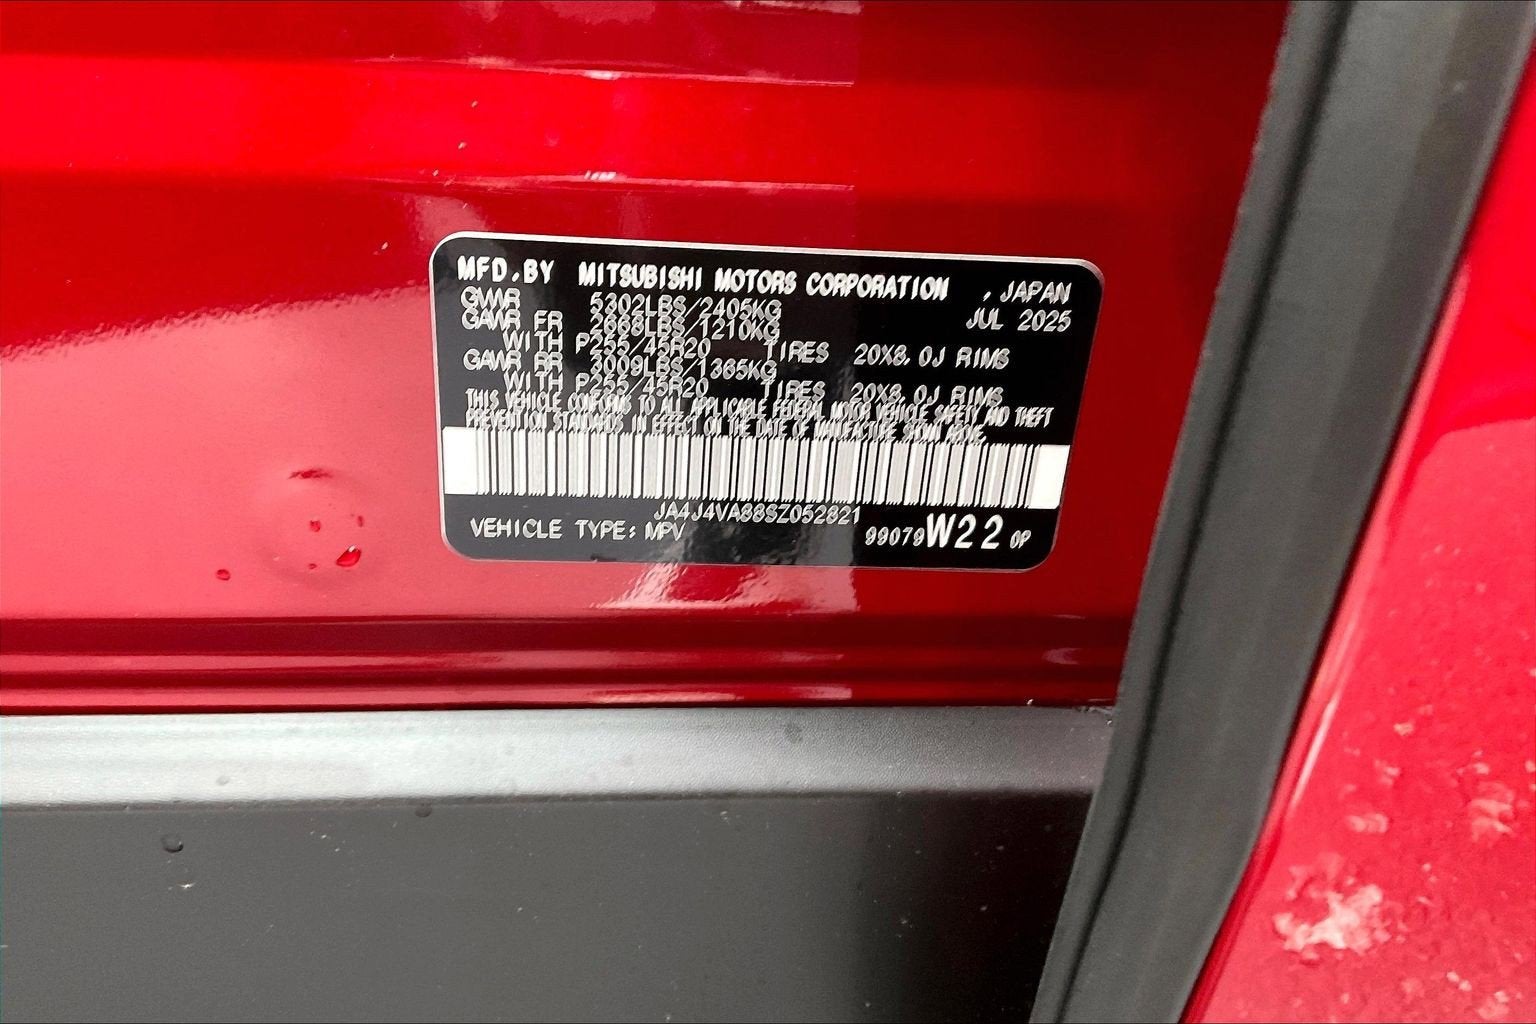 MFD.BY MITSUBISHI MOTORS CORPORATION , JAPAN
GVWR 5302LBS/2405KG JUL 2025
GAWR FR 2668LBS/1210KG
WITH P255/45R20 TIRES 20X8.0J RIMS
GAWR RR 3009LBS/1365KG
WITH P255/45R20 TIRES 20X8.0J RIMS
THIS VEHICLE CONFORMS TO ALL APPLICABLE FEDERAL MOTOR VEHICLE SAFETY AND THEFT
PREVENTION STANDARDS IN EFFECT ON THE DATE OF MANUFACTURE SHOWN ABOVE.
JA4J4VA88SZ052821
VEHICLE TYPE: MPV 99079 W22 0P